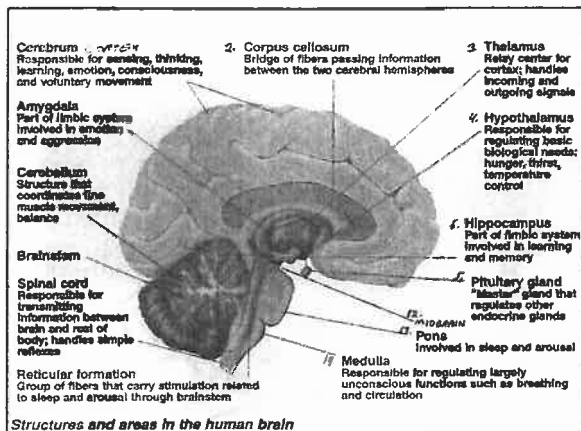 Cerebrum CORTEX
Responsible for sensing, thinking,
learning, emotion, consciousness,
and voluntary movement
Amygdala
Part of limbic system
involved in emotion
and aggression
Cerebellum
Structure that
coordinates fine
muscle movement,
balance
Brainstem
Spinal cord
Responsible for
transmitting
information between
brain and rest of
body; handles simple
reflexes
Reticular formation
Group of fibers that carry stimulation related
to sleep and arousal through brainstem
2. Corpus callosum
Bridge of fibers passing information
between the two cerebral hemispheres
3. Thalamus
Relay center for
cortex; handles
incoming and
outgoing signals
4. Hypothalamus
Responsible for
regulating basic
biological needs:
hunger, thirst,
temperature
control
5. Hippocampus
Part of limbic system
involved in learning
and memory
Pituitary gland
"Master" gland that
regulates other
endocrine glands
MIDBRAIN
Pons
Involved in sleep and arousal
Medulla
Responsible for regulating largely
unconscious functions such as breathing
and circulation
Structures and areas in the human brain